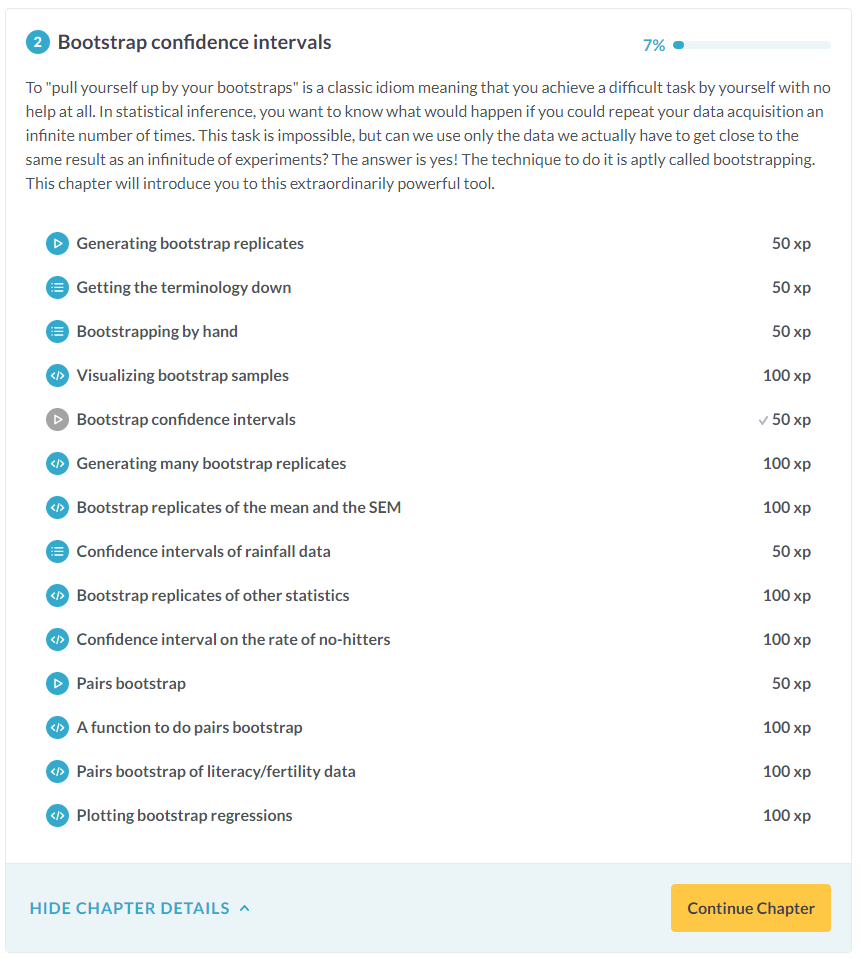 2 Bootstrap confidence intervals 7%
To "pull yourself up by your bootstraps" is a classic idiom meaning that you achieve a difficult task by yourself with no
help at all. In statistical inference, you want to know what would happen if you could repeat your data acquisition an
infinite number of times. This task is impossible, but can we use only the data we actually have to get close to the
same result as an infinitude of experiments? The answer is yes! The technique to do it is aptly called bootstrapping.
This chapter will introduce you to this extraordinarily powerful tool.
Generating bootstrap replicates 50 xp
Getting the terminology down 50 xp
Bootstrapping by hand 50 xp
Visualizing bootstrap samples 100 xp
Bootstrap confidence intervals 50 xp
Generating many bootstrap replicates 100 xp
Bootstrap replicates of the mean and the SEM 100 xp
Confidence intervals of rainfall data 50 xp
Bootstrap replicates of other statistics 100 xp
Confidence interval on the rate of no-hitters 100 xp
Pairs bootstrap 50 xp
A function to do pairs bootstrap 100 xp
Pairs bootstrap of literacy/fertility data 100 xp
Plotting bootstrap regressions 100 xp
HIDE CHAPTER DETAILS Continue Chapter